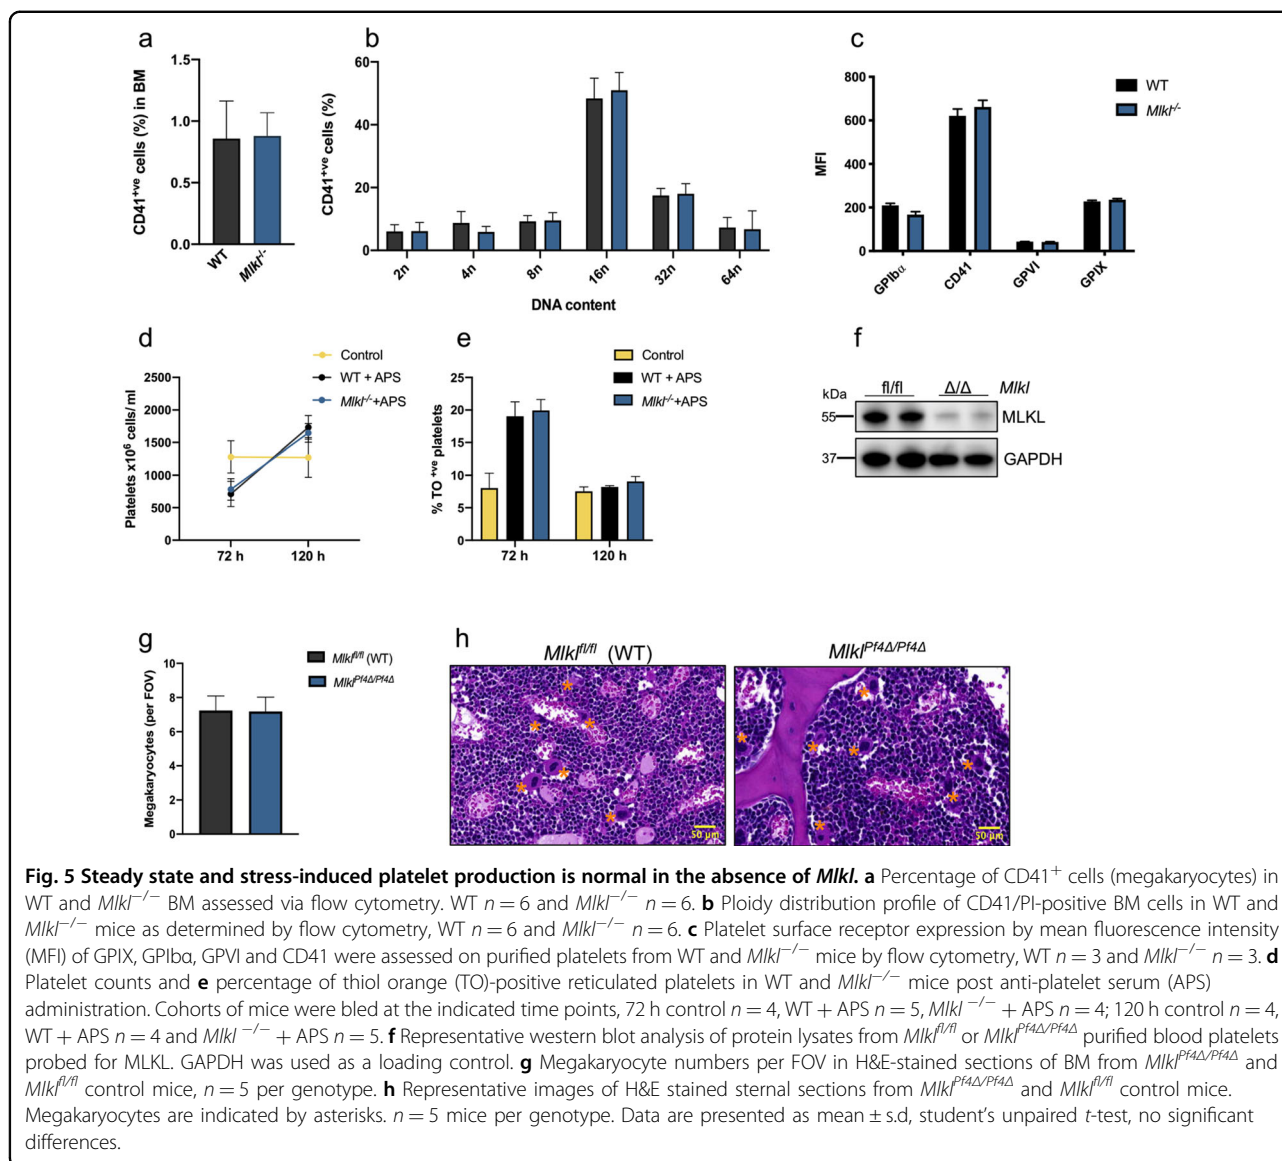 a
CD41+ve cells (%) in BM
1.5
1.0
0.5
0.0
WT
Mlkl-/-
b
CD41+ve cells (%)
60
40
20
0
2n
4n
8n
16n
32n
64n
DNA content
c
MFI
800
600
400
200
0
GPIbα
CD41
GPVI
GPIX
WT
Mlkl-/-
d
Platelets x10⁶ cells/ ml
2500
2000
1500
1000
500
0
72 h
120 h
Control
WT + APS
Mlkl-/-+APS
e
% TO +ve platelets
25
20
15
10
5
0
72 h
120 h
Control
WT + APS
Mlkl-/-+APS
f
kDa
fl/fl
Δ/Δ
Mlkl
55
MLKL
37
GAPDH
g
Megakaryocytes (per FOV)
10
8
6
4
2
0
Mlklfl/fl (WT)
MlklPf4Δ/Pf4Δ
h
Mlklfl/fl (WT)
MlklPf4Δ/Pf4Δ
50 µm
50 µm
Fig. 5 Steady state and stress-induced platelet production is normal in the absence of Mlkl. a Percentage of CD41+ cells (megakaryocytes) in
WT and Mlkl−/− BM assessed via flow cytometry. WT n = 6 and Mlkl−/− n = 6. b Ploidy distribution profile of CD41/PI-positive BM cells in WT and
Mlkl−/− mice as determined by flow cytometry, WT n = 6 and Mlkl−/− n = 6. c Platelet surface receptor expression by mean fluorescence intensity
(MFI) of GPIX, GPIbα, GPVI and CD41 were assessed on purified platelets from WT and Mlkl−/− mice by flow cytometry, WT n = 3 and Mlkl−/− n = 3. d
Platelet counts and e percentage of thiol orange (TO)-positive reticulated platelets in WT and Mlkl−/− mice post anti-platelet serum (APS)
administration. Cohorts of mice were bled at the indicated time points, 72 h control n = 4, WT + APS n = 5, Mlkl −/− + APS n = 4; 120 h control n = 4,
WT + APS n = 4 and Mlkl −/− + APS n = 5. f Representative western blot analysis of protein lysates from Mlklfl/fl or MlklPf4Δ/Pf4Δ purified blood platelets
probed for MLKL. GAPDH was used as a loading control. g Megakaryocyte numbers per FOV in H&E-stained sections of BM from MlklPf4Δ/Pf4Δ and
Mlklfl/fl control mice, n = 5 per genotype. h Representative images of H&E stained sternal sections from MlklPf4Δ/Pf4Δ and Mlklfl/fl control mice.
Megakaryocytes are indicated by asterisks. n = 5 mice per genotype. Data are presented as mean ± s.d, student's unpaired t-test, no significant
differences.